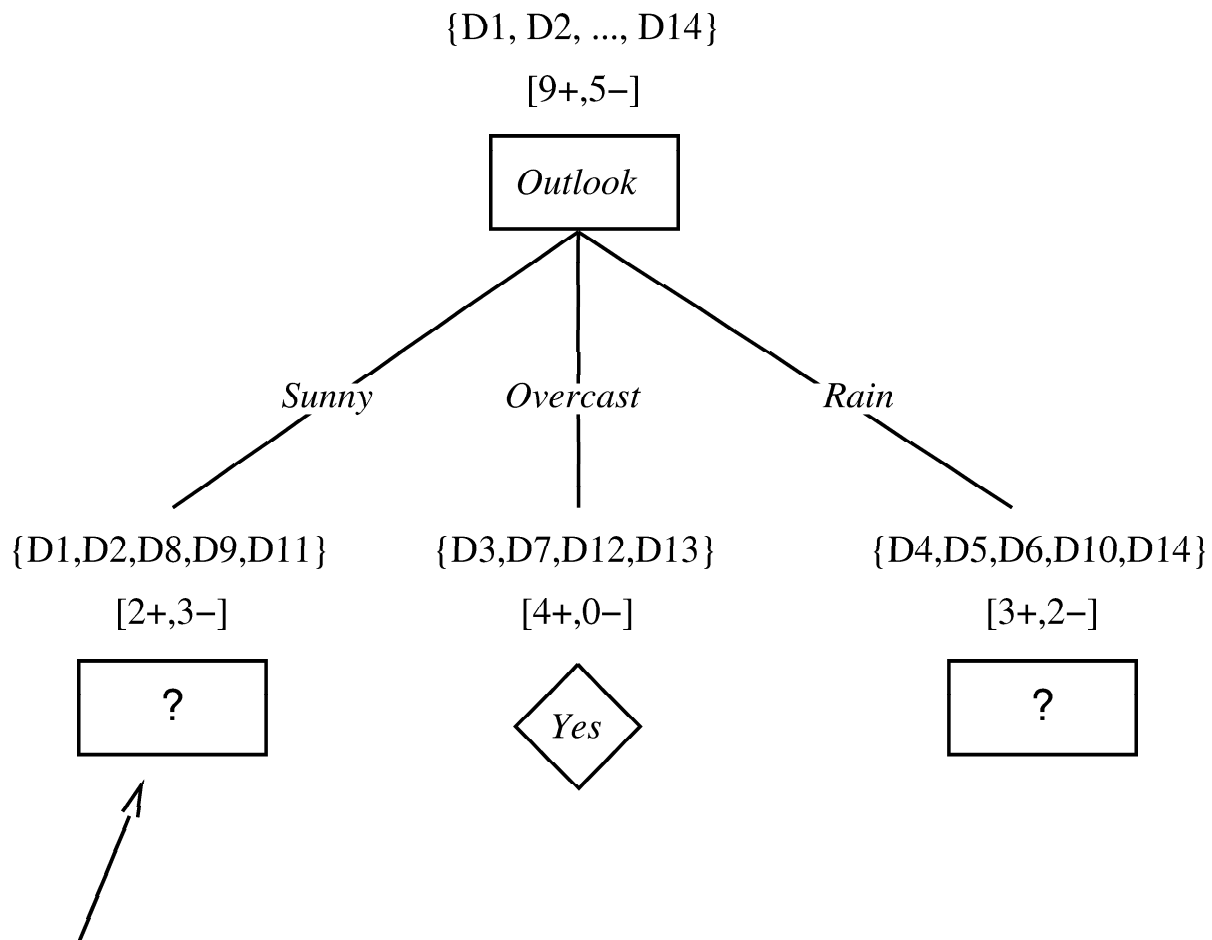 {D1, D2, ..., D14}
[9+,5−]
Outlook
Sunny Overcast Rain
{D1,D2,D8,D9,D11} {D3,D7,D12,D13} {D4,D5,D6,D10,D14}
[2+,3−] [4+,0−] [3+,2−]
? Yes ?